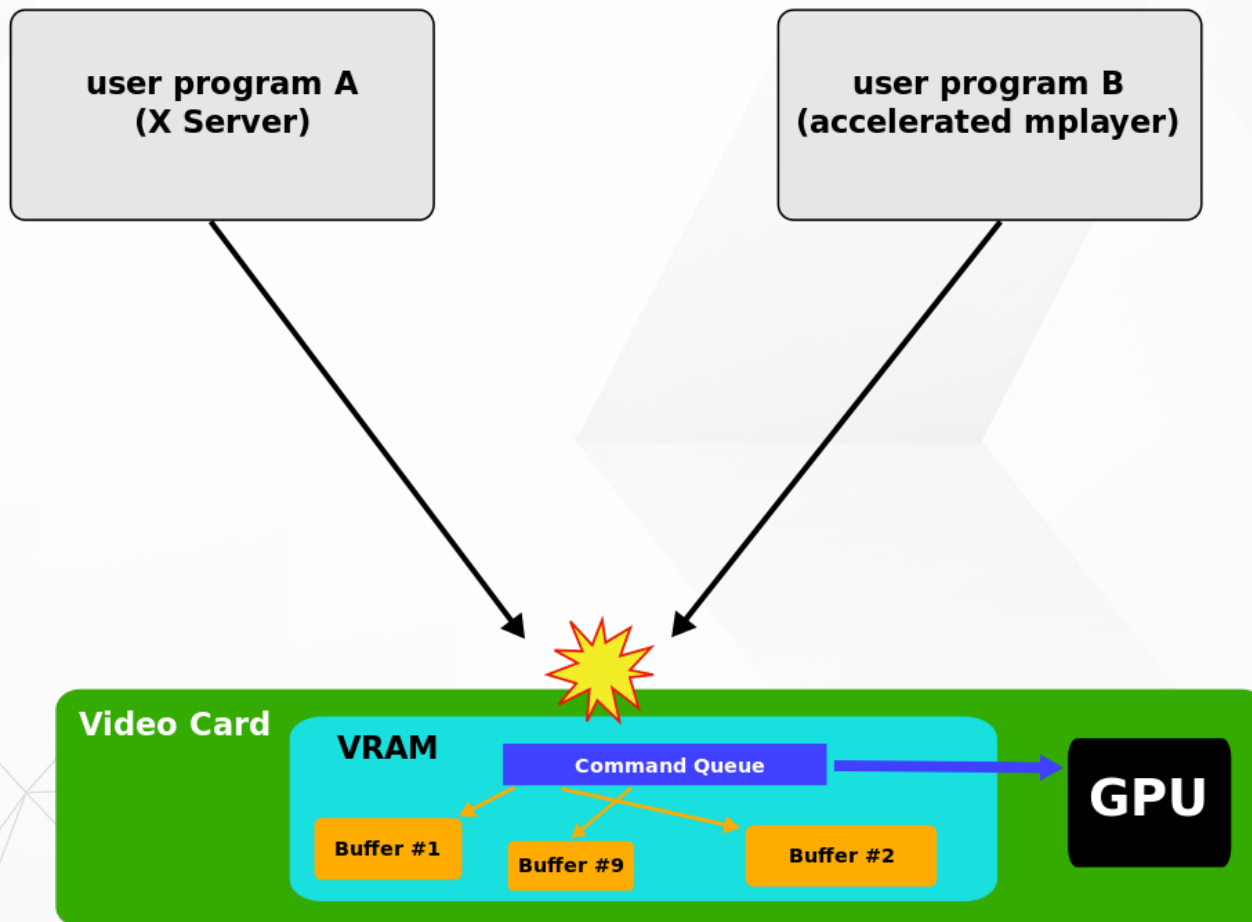 user program A
(X Server)
user program B
(accelerated mplayer)
Video Card
VRAM
Command Queue
GPU
Buffer #1
Buffer #9
Buffer #2